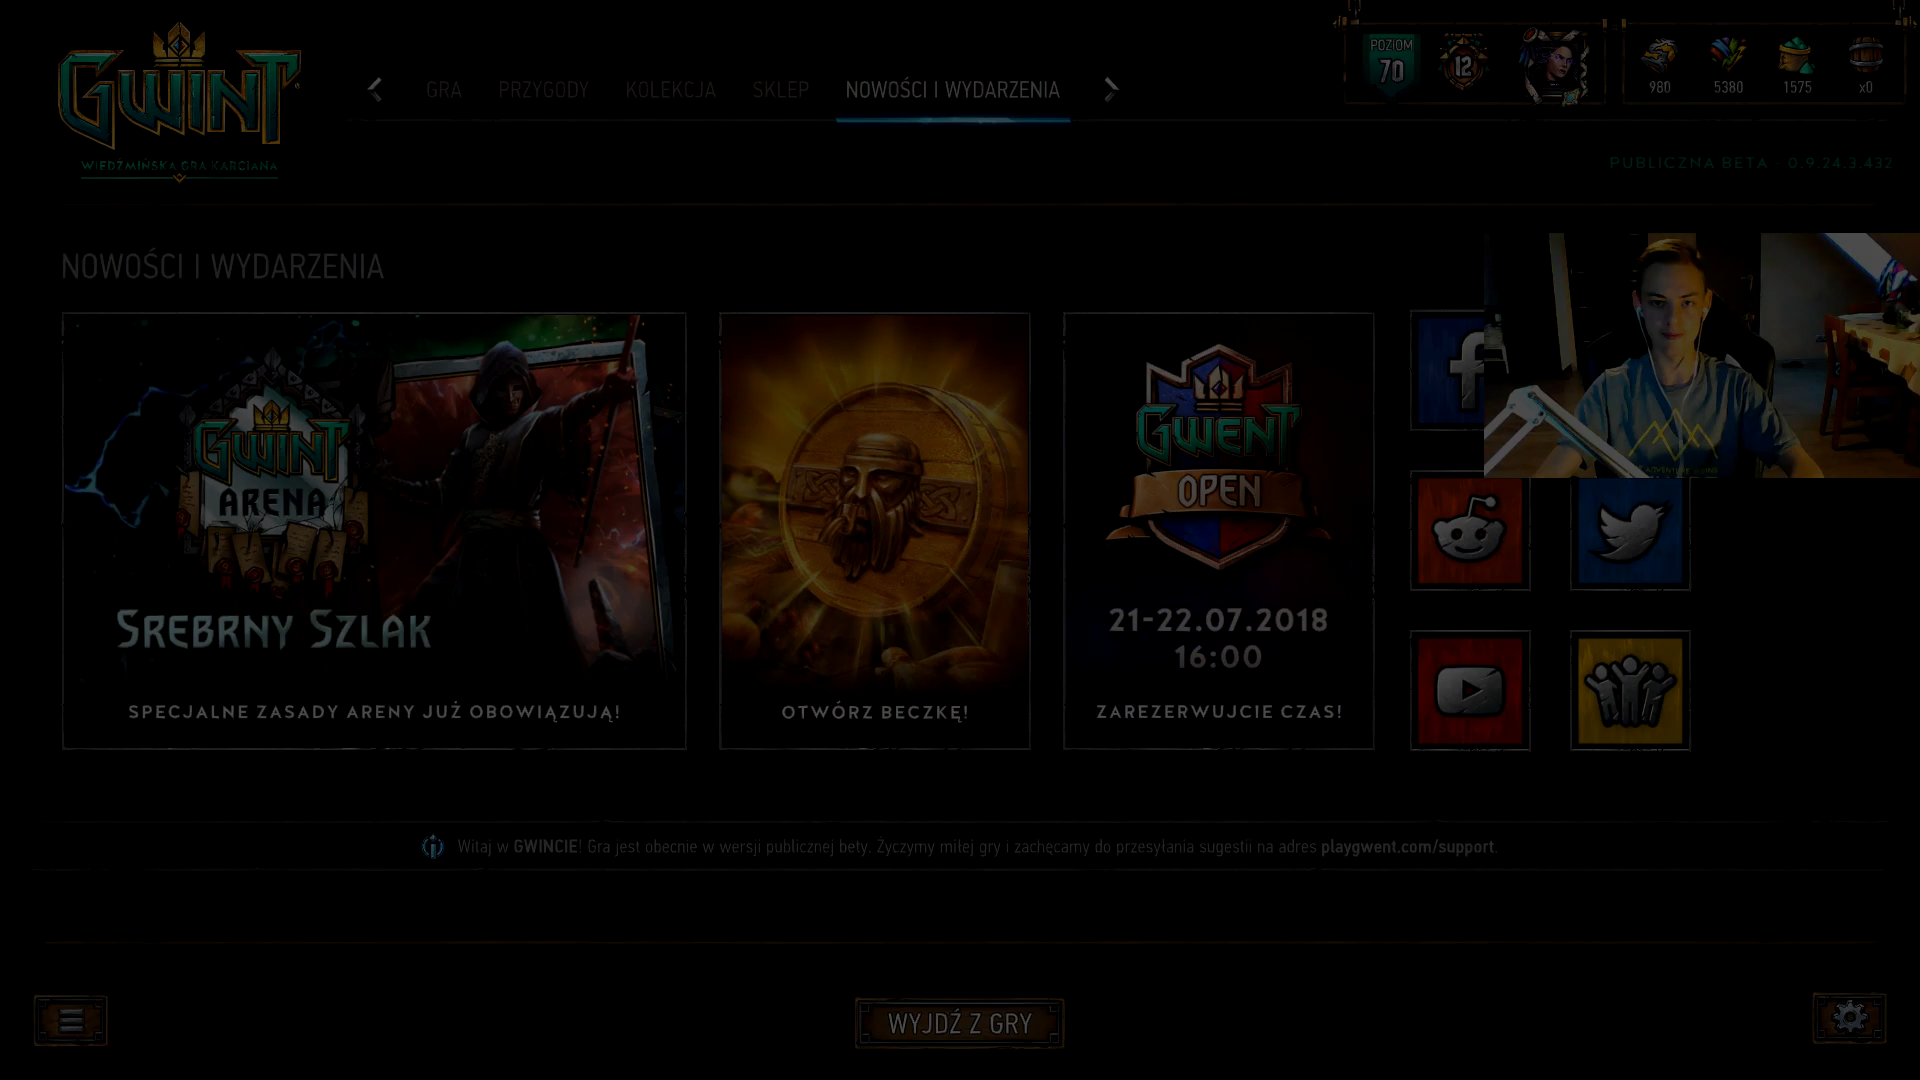 GWINT
WIEDŹMIŃSKA GRA KARCIANA
GRA PRZYGODY KOLEKCJA SKLEP NOWOŚCI I WYDARZENIA
POZIOM
70
12
980 5380 1575 x0
PUBLICZNA BETA - 0.9.24.3.432
NOWOŚCI I WYDARZENIA
GWINT
ARENA
SREBRNY SZLAK
SPECJALNE ZASADY ARENY JUŻ OBOWIĄZUJĄ!
OTWÓRZ BECZKĘ!
GWENT
OPEN
21-22.07.2018
16:00
ZAREZERWUJCIE CZAS!
Witaj w GWINCIE! Gra jest obecnie w wersji publicznej bety. Życzymy miłej gry i zachęcamy do przesyłania sugestii na adres playgwent.com/support.
WYJDŹ Z GRY